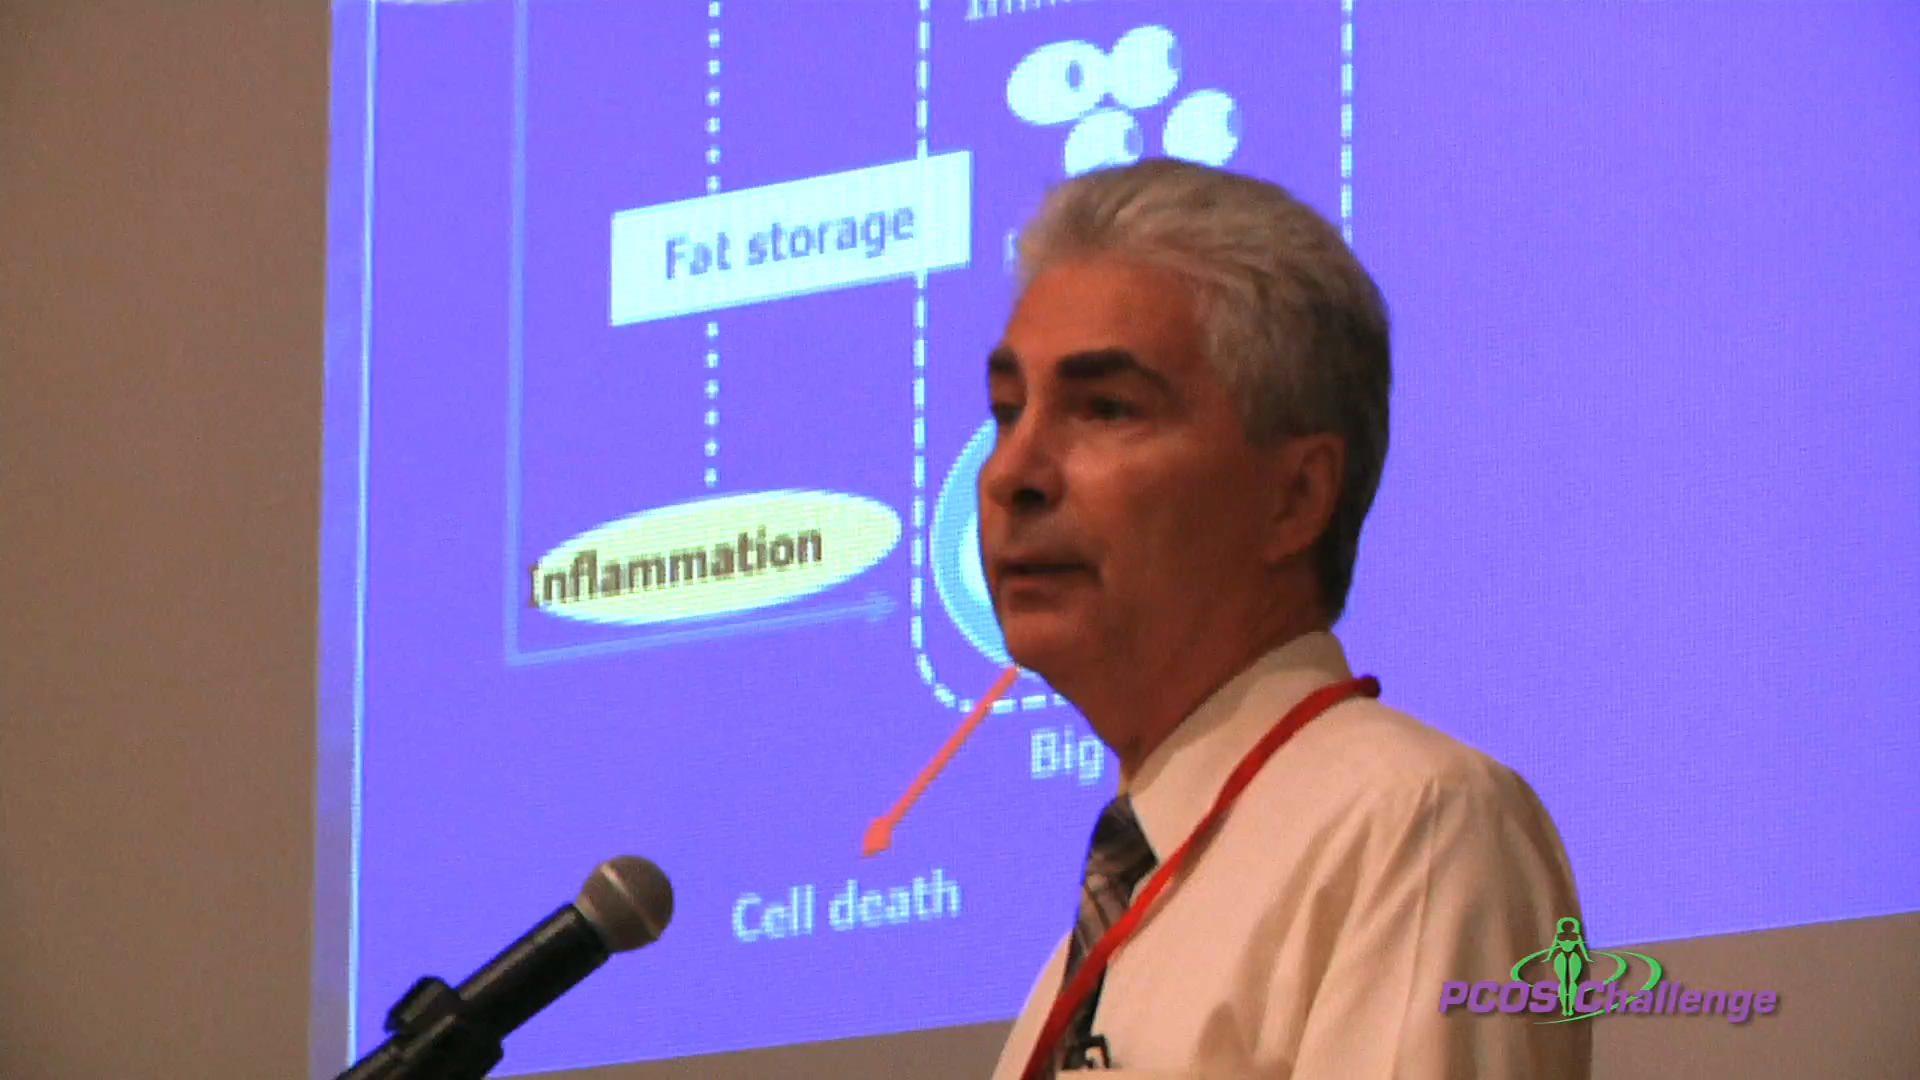 Fat storage
Inflammation
Big
Cell death
PCOS Challenge